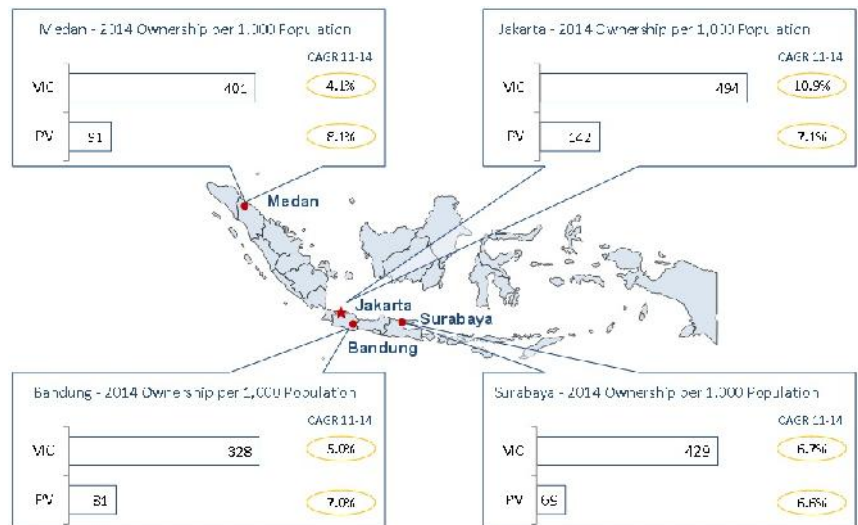 Medan - 2014 Ownership per 1,000 Population
CAGR 11-14
MC 401 4.1%
PV 91 8.1%
Jakarta - 2014 Ownership per 1,000 Population
CAGR 11-14
MC 494 10.9%
PV 142 7.1%
Medan
Jakarta
Surabaya
Bandung
Bandung - 2014 Ownership per 1,000 Population
CAGR 11-14
MC 328 5.0%
PV 81 7.0%
Surabaya - 2014 Ownership per 1,000 Population
CAGR 11-14
MC 429 6.7%
PV 69 6.6%